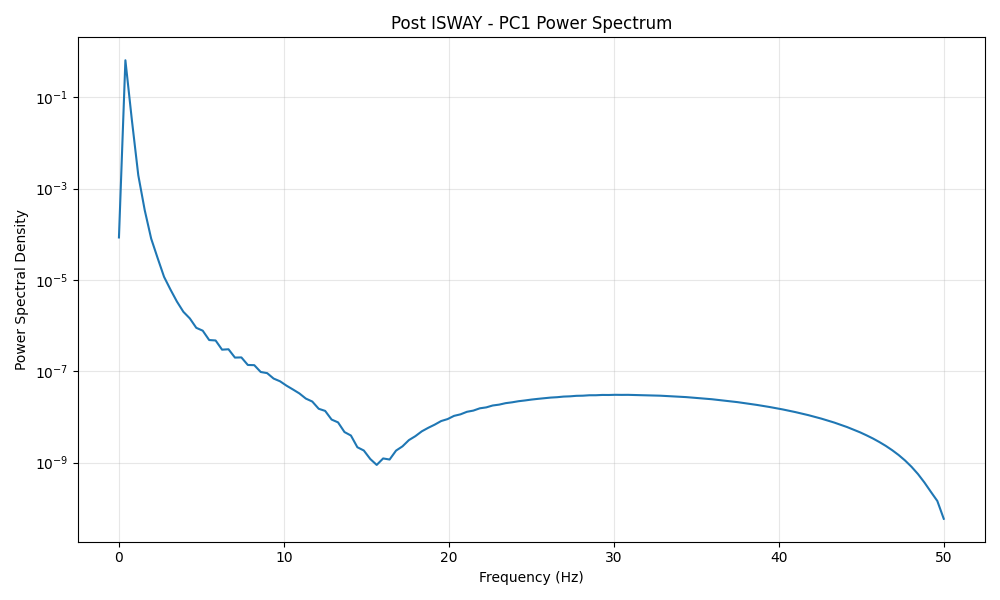 Post ISWAY - PC1 Power Spectrum
Power Spectral Density
10⁻¹
10⁻³
10⁻⁵
10⁻⁷
10⁻⁹
0 10 20 30 40 50
Frequency (Hz)